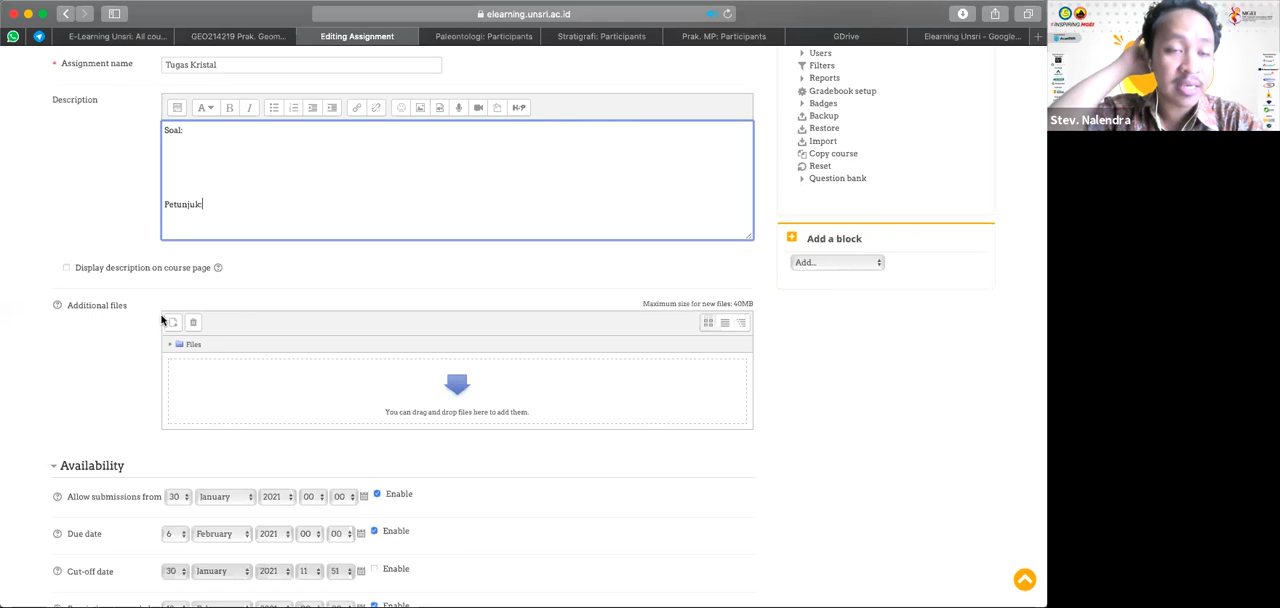 elearning.unsri.ac.id
E-Learning Unsri: All cou...
GEO214219 Prak. Geom...
Editing Assig
Paleontologi: Participants
Stratigrafi: Participants
Prak. MP: Participants
GDrive
Elearning Unsri - Google...
Assignment name
Tugas Kristal
Description
Soal:
Petunjuk:
Display description on course page
Additional files
Maximum size for new files: 40MB
Files
You can drag and drop files here to add them.
Availability
Allow submissions from
30
January
2021
00
00
Enable
Due date
6
February
2021
00
00
Enable
Cut-off date
30
January
2021
11
51
Enable
Users
Filters
Reports
Gradebook setup
Badges
Backup
Restore
Import
Copy course
Reset
Question bank
Add a block
Add...
Stev. Nalendra